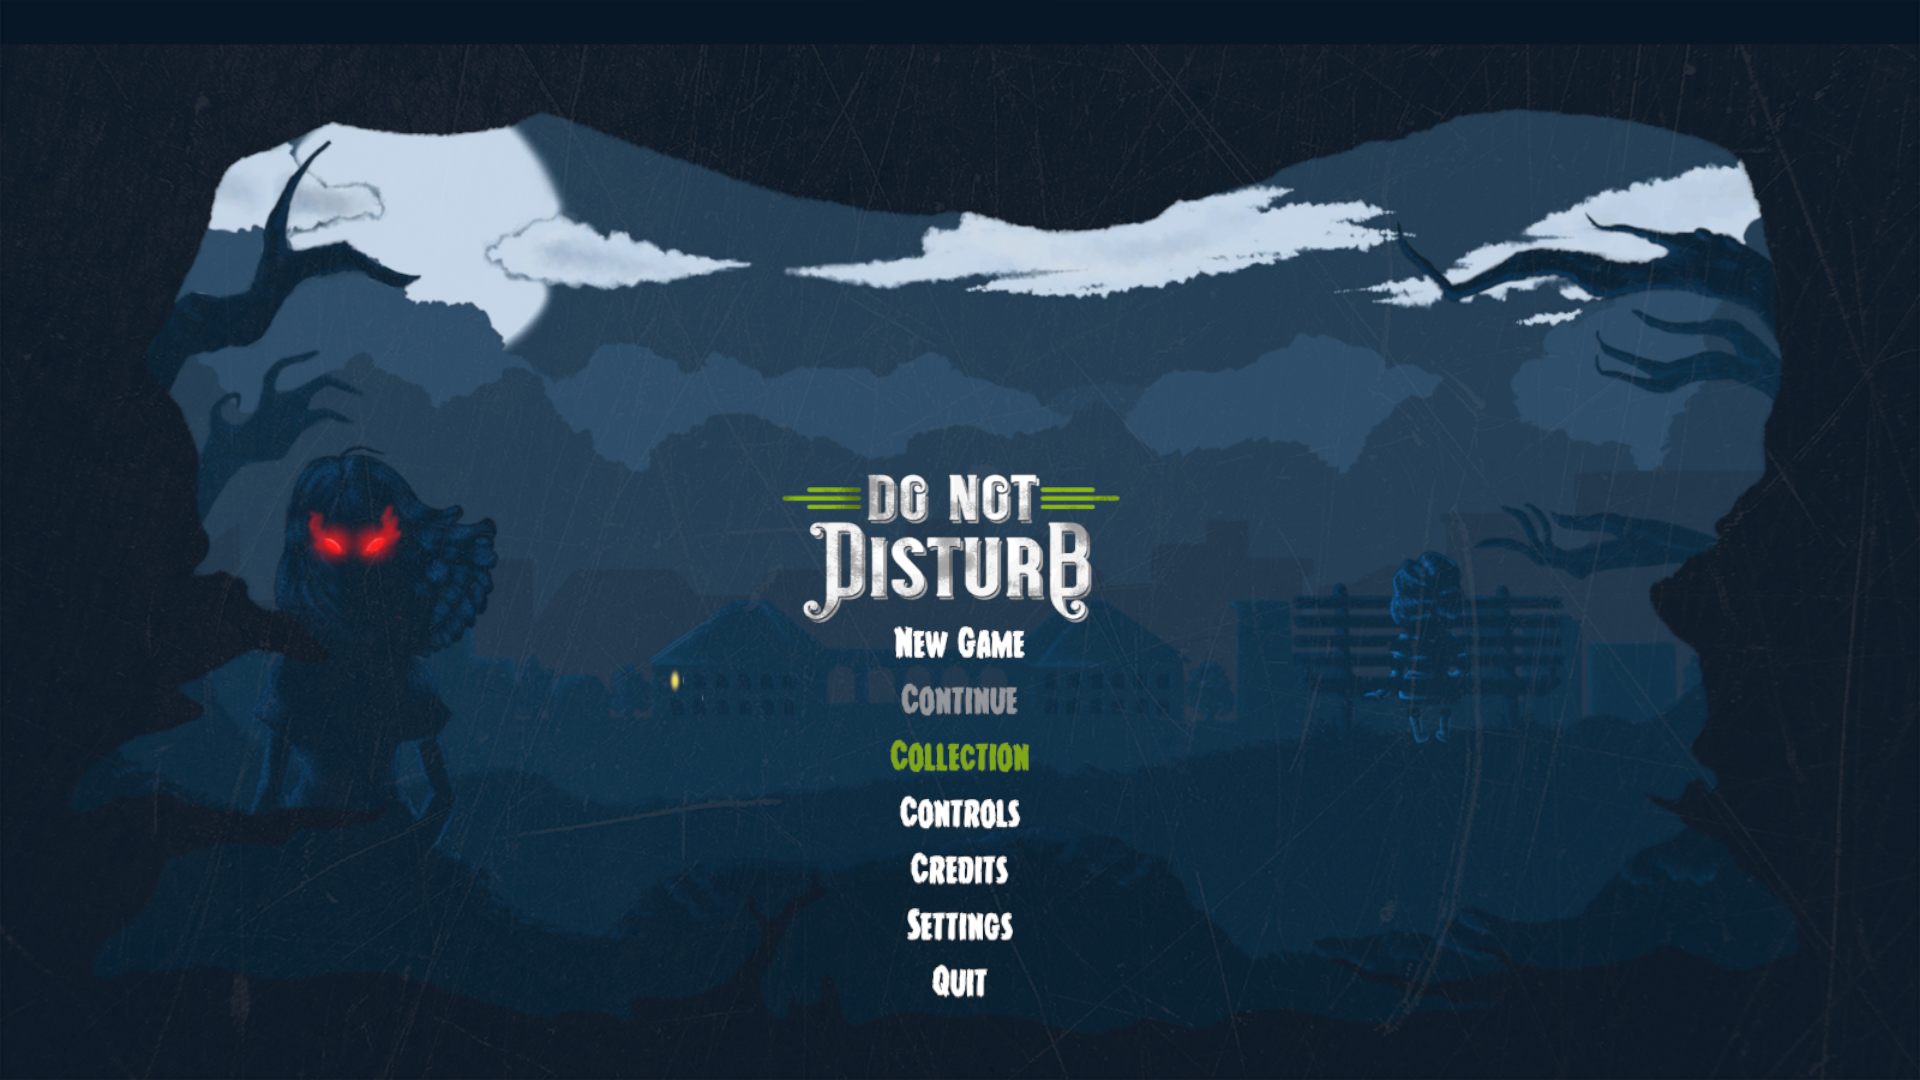 DO NOT
DISTURB
NEW GAME
CONTINUE
COLLECTION
CONTROLS
CREDITS
SETTINGS
QUIT